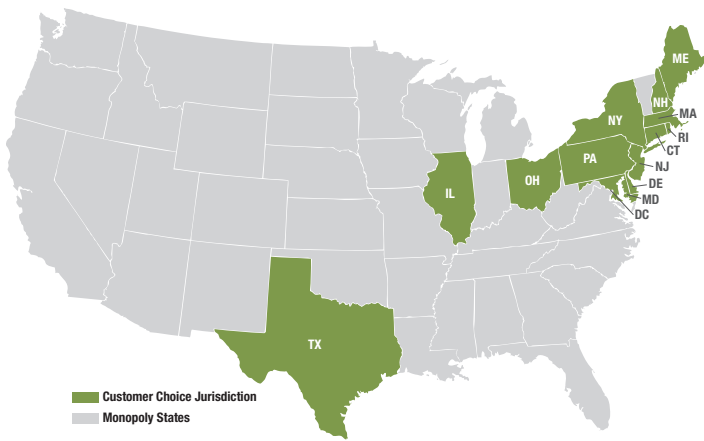 ME
NH
MA
NY
RI
CT
PA
NJ
IL
OH
DE
MD
DC
TX
Customer Choice Jurisdiction
Monopoly States